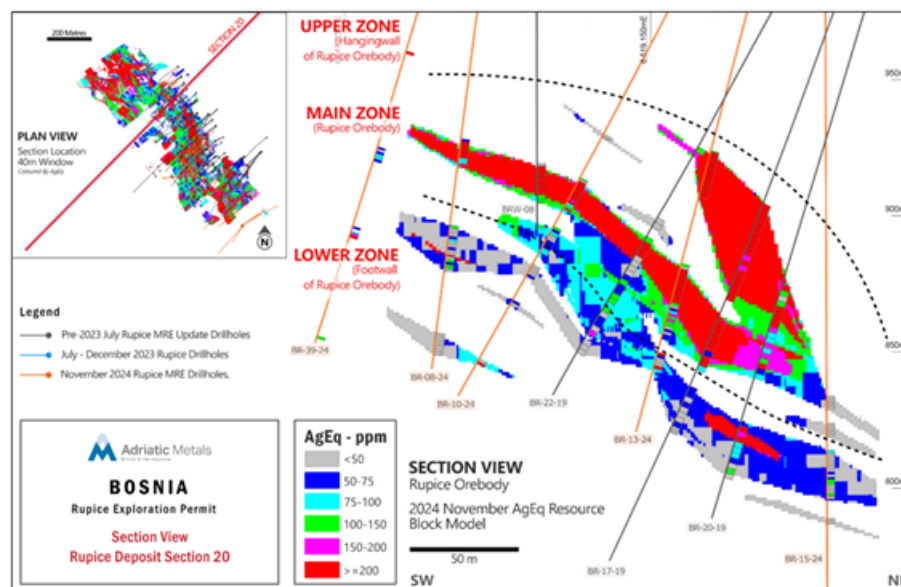 200 Metres
SECTION 20
PLAN VIEW
Section Location
40m Window
Coloured By AgEq
N
UPPER ZONE
(Hangingwall
of Rupice Orebody)
MAIN ZONE
(Rupice Orebody)
LOWER ZONE
(Footwall
of Rupice Orebody)
950m
900m
850m
800m
BRW-08
BR-39-24
BR-08-24
BR-10-24
BR-22-19
BR-13-24
BR-20-19
BR-17-19
BR-15-24
Legend
Pre-2023 July Rupice MRE Update Drillholes
July - December 2023 Rupice Drillholes
November 2024 Rupice MRE Drillholes,
Adriatic Metals
BOSNIA
Rupice Exploration Permit
Section View
Rupice Deposit Section 20
AgEq - ppm
<50
50-75
75-100
100-150
150-200
>=200
SECTION VIEW
Rupice Orebody
2024 November AgEq Resource
Block Model
50 m
SW